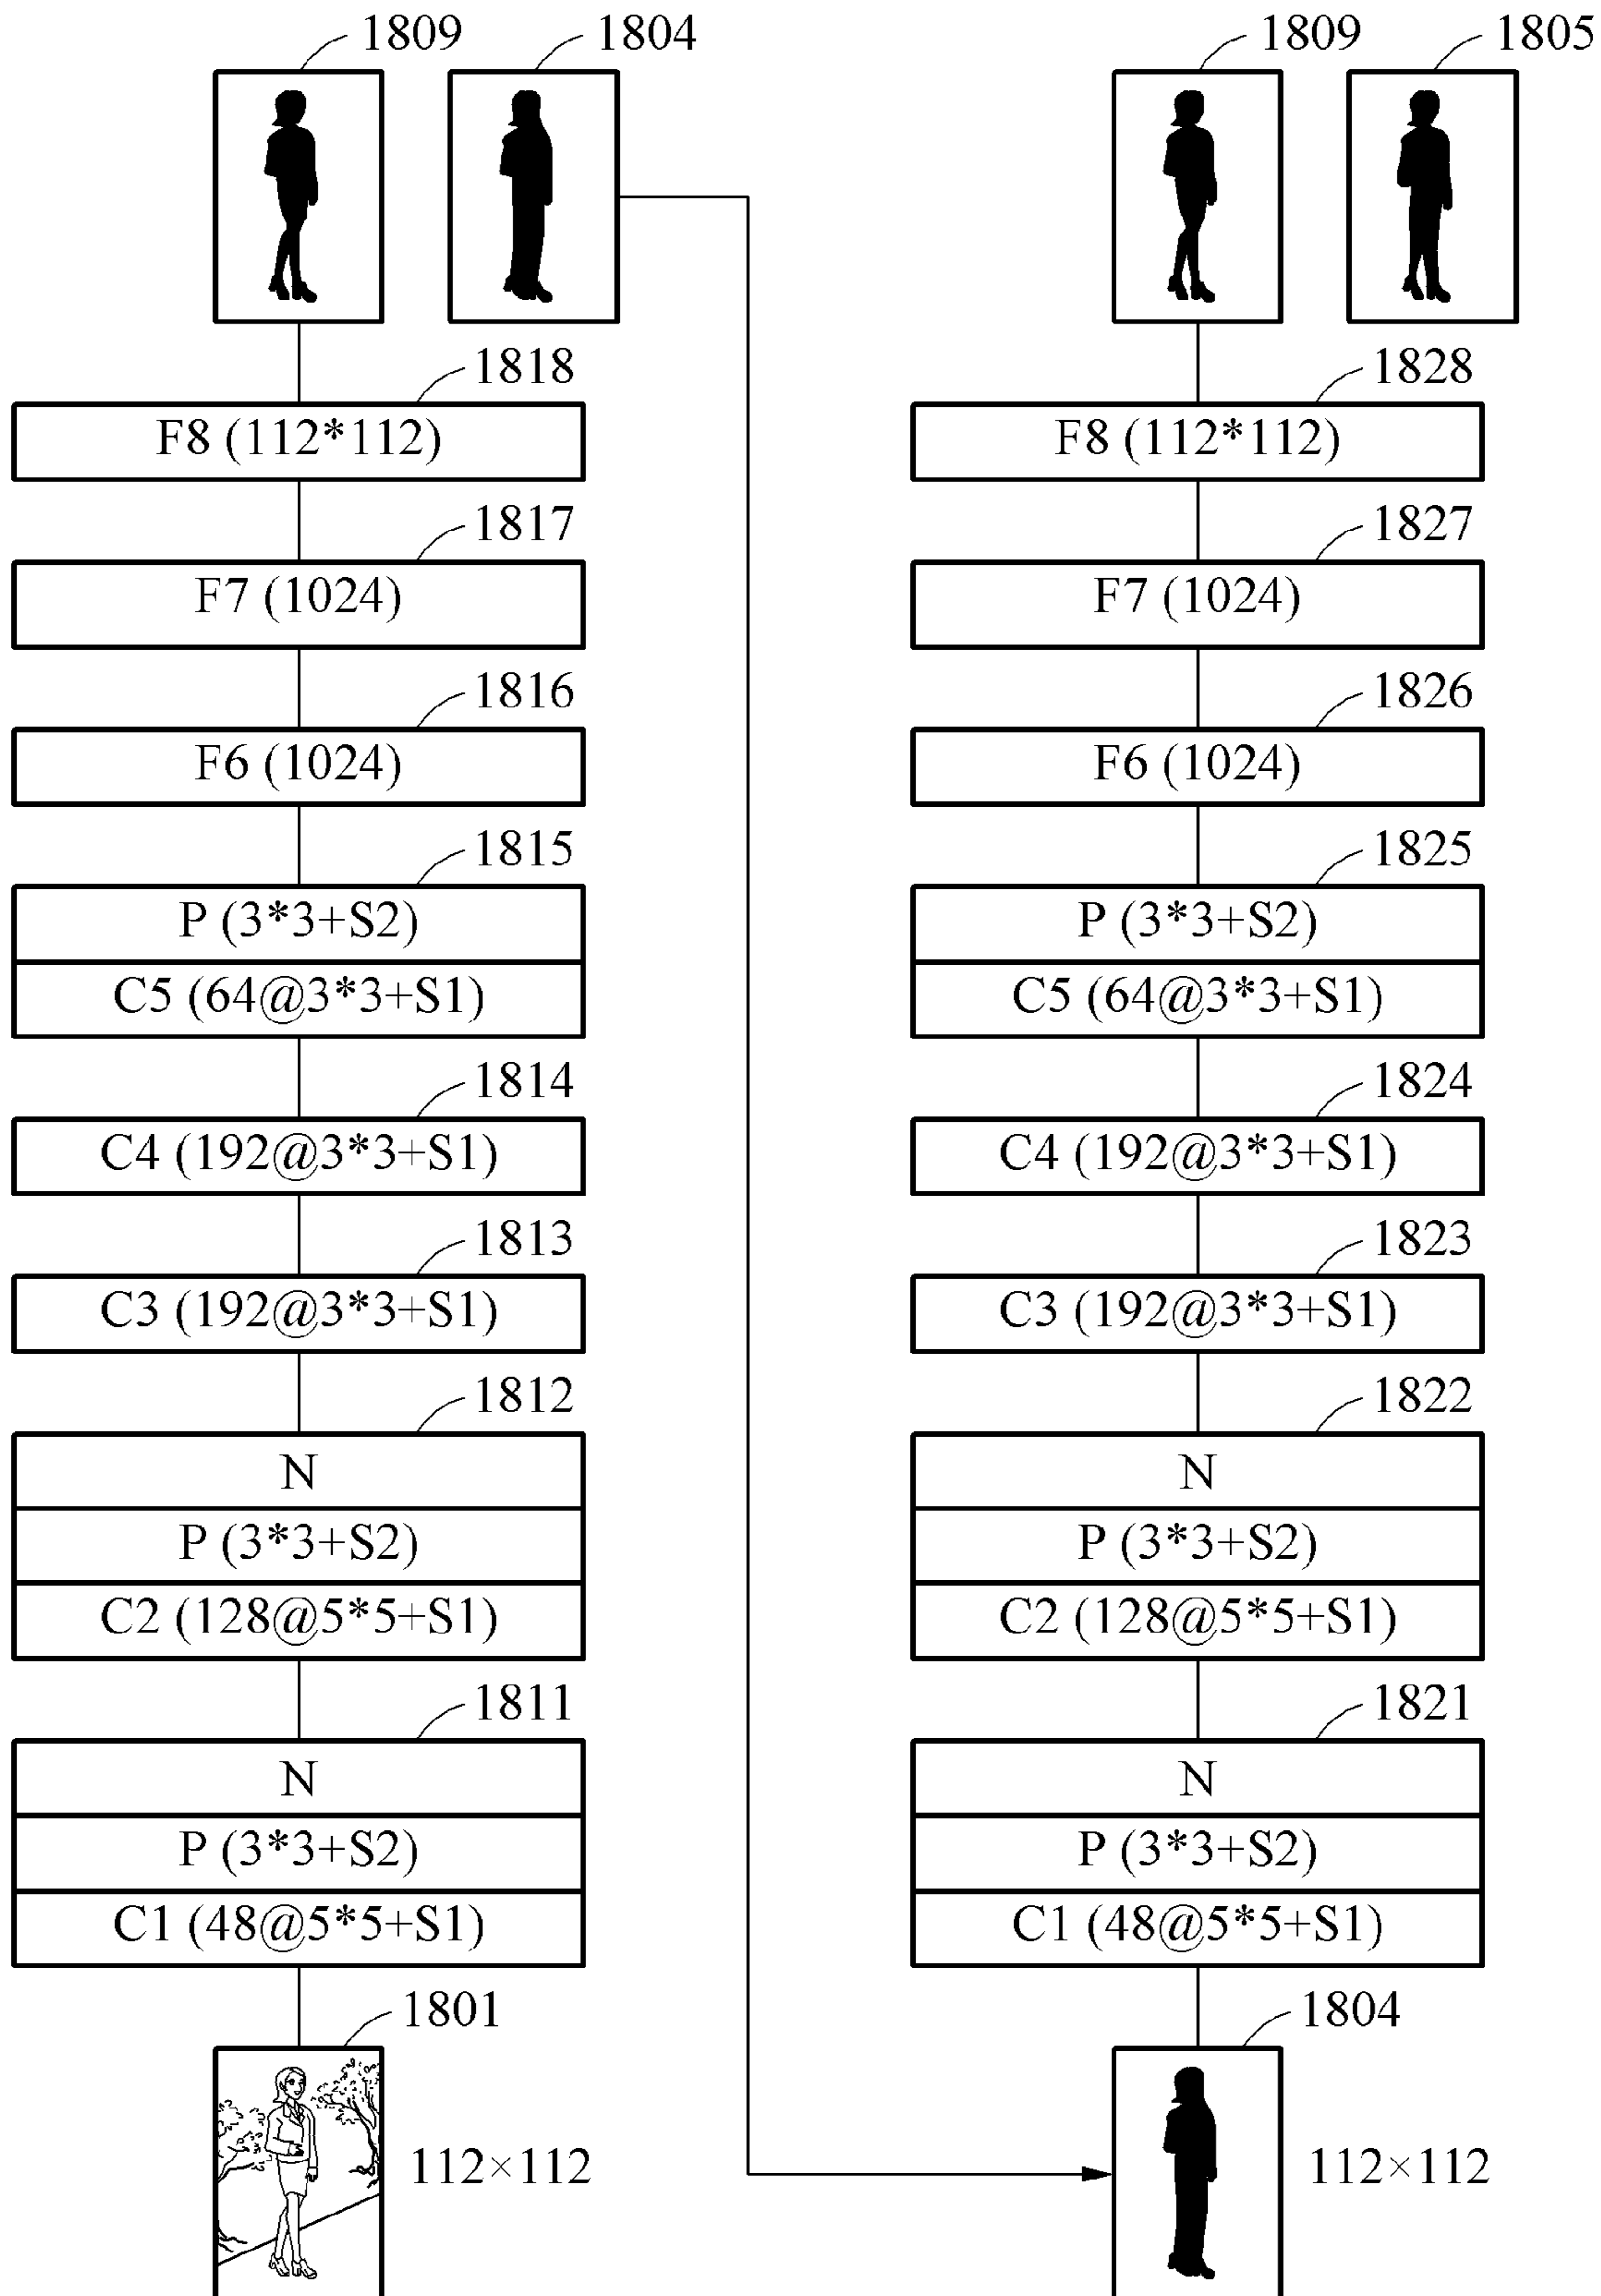 1809
1804
1818
F8 (112*112)
1817
F7 (1024)
1816
F6 (1024)
1815
P (3*3+S2)
C5 (64@3*3+S1)
1814
C4 (192@3*3+S1)
1813
C3 (192@3*3+S1)
1812
N
P (3*3+S2)
C2 (128@5*5+S1)
1811
N
P (3*3+S2)
C1 (48@5*5+S1)
1801
112×112
1809
1805
1828
F8 (112*112)
1827
F7 (1024)
1826
F6 (1024)
1825
P (3*3+S2)
C5 (64@3*3+S1)
1824
C4 (192@3*3+S1)
1823
C3 (192@3*3+S1)
1822
N
P (3*3+S2)
C2 (128@5*5+S1)
1821
N
P (3*3+S2)
C1 (48@5*5+S1)
1804
112×112